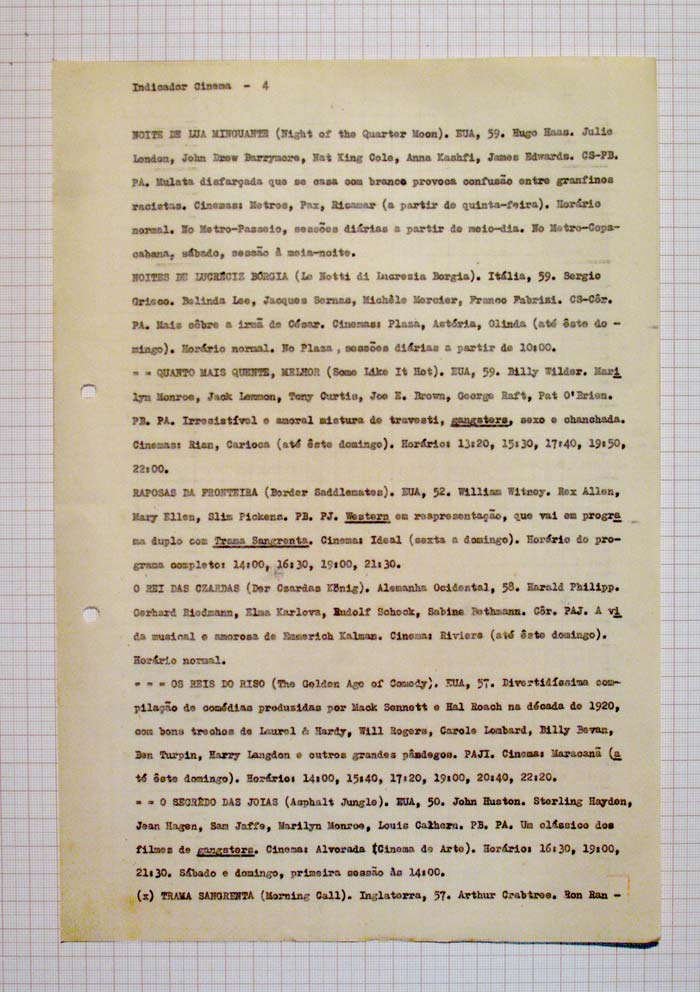 Indicador Cinema - 4
NOITE DE LUA MINGUANTE (Night of the Quarter Moon). EUA, 59. Hugo Haas. Julie
London, John Drew Barrymore, Nat King Cole, Anna Kashfi, James Edwards. CS-PB.
PA. Mulata disfarçada que se casa com branco provoca confusão entre granfinos
racistas. Cinemas: Metros, Pax, Ricamar (a partir de quinta-feira). Horário
normal. No Metro-Passeio, sessões diárias a partir de meio-dia. No Metro-Copa-
cabana, sábado, sessão à meia-noite.
NOITES DE LUCRÉCIZ BÓRGIA (Le Notti di Lucrezia Borgia). Itália, 59. Sergio
Grieco. Belinda Lee, Jacques Sernas, Michèle Mercier, Franco Fabrizi. CS-Côr.
PA. Mais sôbre a irmã de César. Cinemas: Plaza, Astória, Olinda (até êste do -
mingo). Horário normal. No Plaza, sessões diárias a partir de 10:00.
= = QUANTO MAIS QUENTE, MELHOR (Some Like It Hot). EUA, 59. Billy Wilder. Mari
lyn Monroe, Jack Lemmon, Tony Curtis, Joe E. Brown, George Raft, Pat O'Brien.
PB. PA. Irresistível e amoral mistura de travesti, gangsters, sexo e chanchada.
Cinemas: Rian, Carioca (até êste domingo). Horário: 13:20, 15:30, 17:40, 19:50,
22:00.
RAPOSAS DA FRONTEIRA (Border Saddlemates). EUA, 52. William Witney. Rex Allen,
Mary Ellen, Slim Pickens. PB. PJ. Western em reapresentação, que vai em progra
ma duplo com Trama Sangrenta. Cinema: Ideal (sexta a domingo). Horário do pro-
grama completo: 14:00, 16:30, 19:00, 21:30.
O REI DAS CZARDAS (Der Czardas König). Alemanha Ocidental, 58. Harald Philipp.
Gerhard Riedmann, Elma Karlova, Rudolf Schock, Sabine Bethmann. Côr. PAJ. A vi
da musical e amorosa de Emmerich Kalman. Cinema: Riviera (até êste domingo).
Horário normal.
= = = OS REIS DO RISO (The Golden Age of Comedy). EUA, 57. Divertidíssima com-
pilação de comédias produzidas por Mack Sennett e Hal Roach na década de 1920,
com bons trechos de Laurel & Hardy, Will Rogers, Carole Lombard, Billy Bevan,
Ben Turpin, Harry Langdon e outros grandes pândegos. PAJI. Cinema: Maracanã (a
té êste domingo). Horário: 14:00, 15:40, 17:20, 19:00, 20:40, 22:20.
= = O SEGRÊDO DAS JOIAS (Asphalt Jungle). EUA, 50. John Huston. Sterling Hayden,
Jean Hagen, Sam Jaffe, Marilyn Monroe, Louis Calhern. PB. PA. Um clássico dos
filmes de gangsters. Cinema: Alvorada (Cinema de Arte). Horário: 16:30, 19:00,
21:30. Sábado e domingo, primeira sessão às 14:00.
(x) TRAMA SANGRENTA (Morning Call). Inglaterra, 57. Arthur Crabtree. Ron Ran -